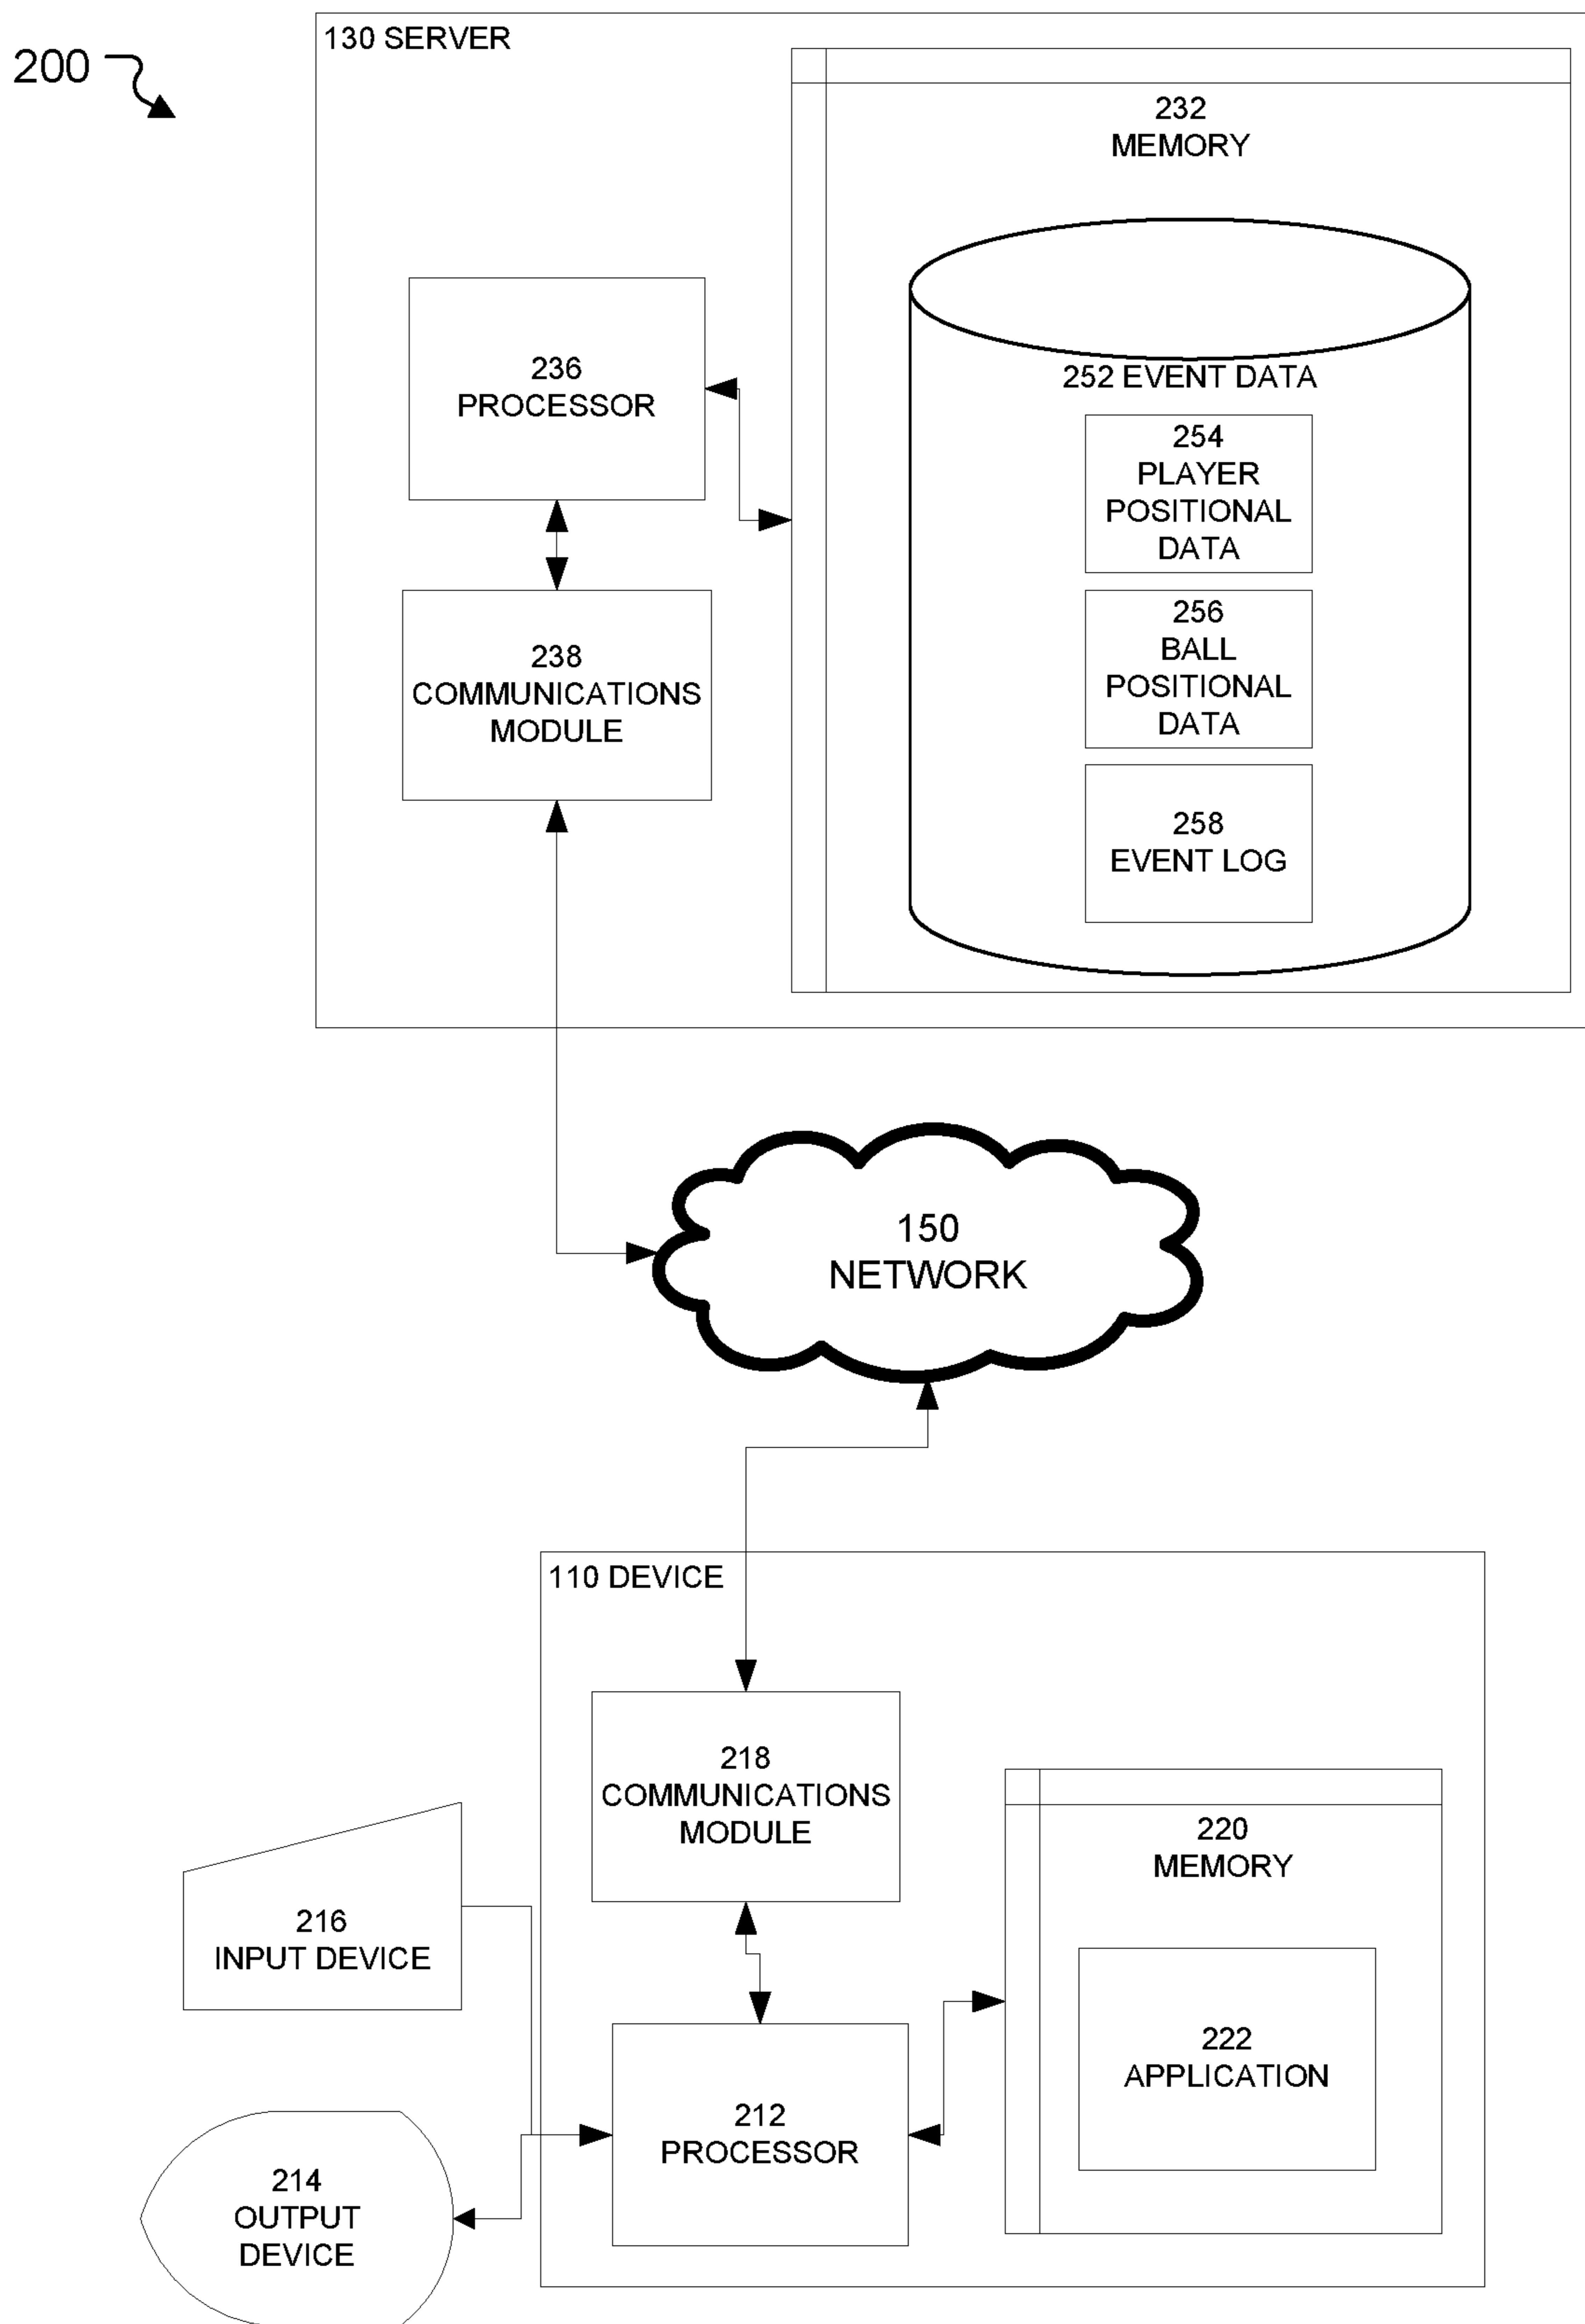 200
130 SERVER
232
MEMORY
236
PROCESSOR
252 EVENT DATA
254
PLAYER
POSITIONAL
DATA
256
BALL
POSITIONAL
DATA
238
COMMUNICATIONS
MODULE
258
EVENT LOG
150
NETWORK
110 DEVICE
218
COMMUNICATIONS
MODULE
220
MEMORY
216
INPUT DEVICE
222
APPLICATION
212
PROCESSOR
214
OUTPUT
DEVICE